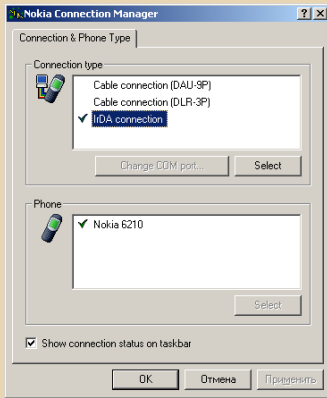 Nokia Connection Manager
Connection & Phone Type
Connection type
Cable connection (DAU-9P)
Cable connection (DLR-3P)
IrDA connection
Change COM port...
Select
Phone
Nokia 6210
Select
Show connection status on taskbar
OK Отмена Применить